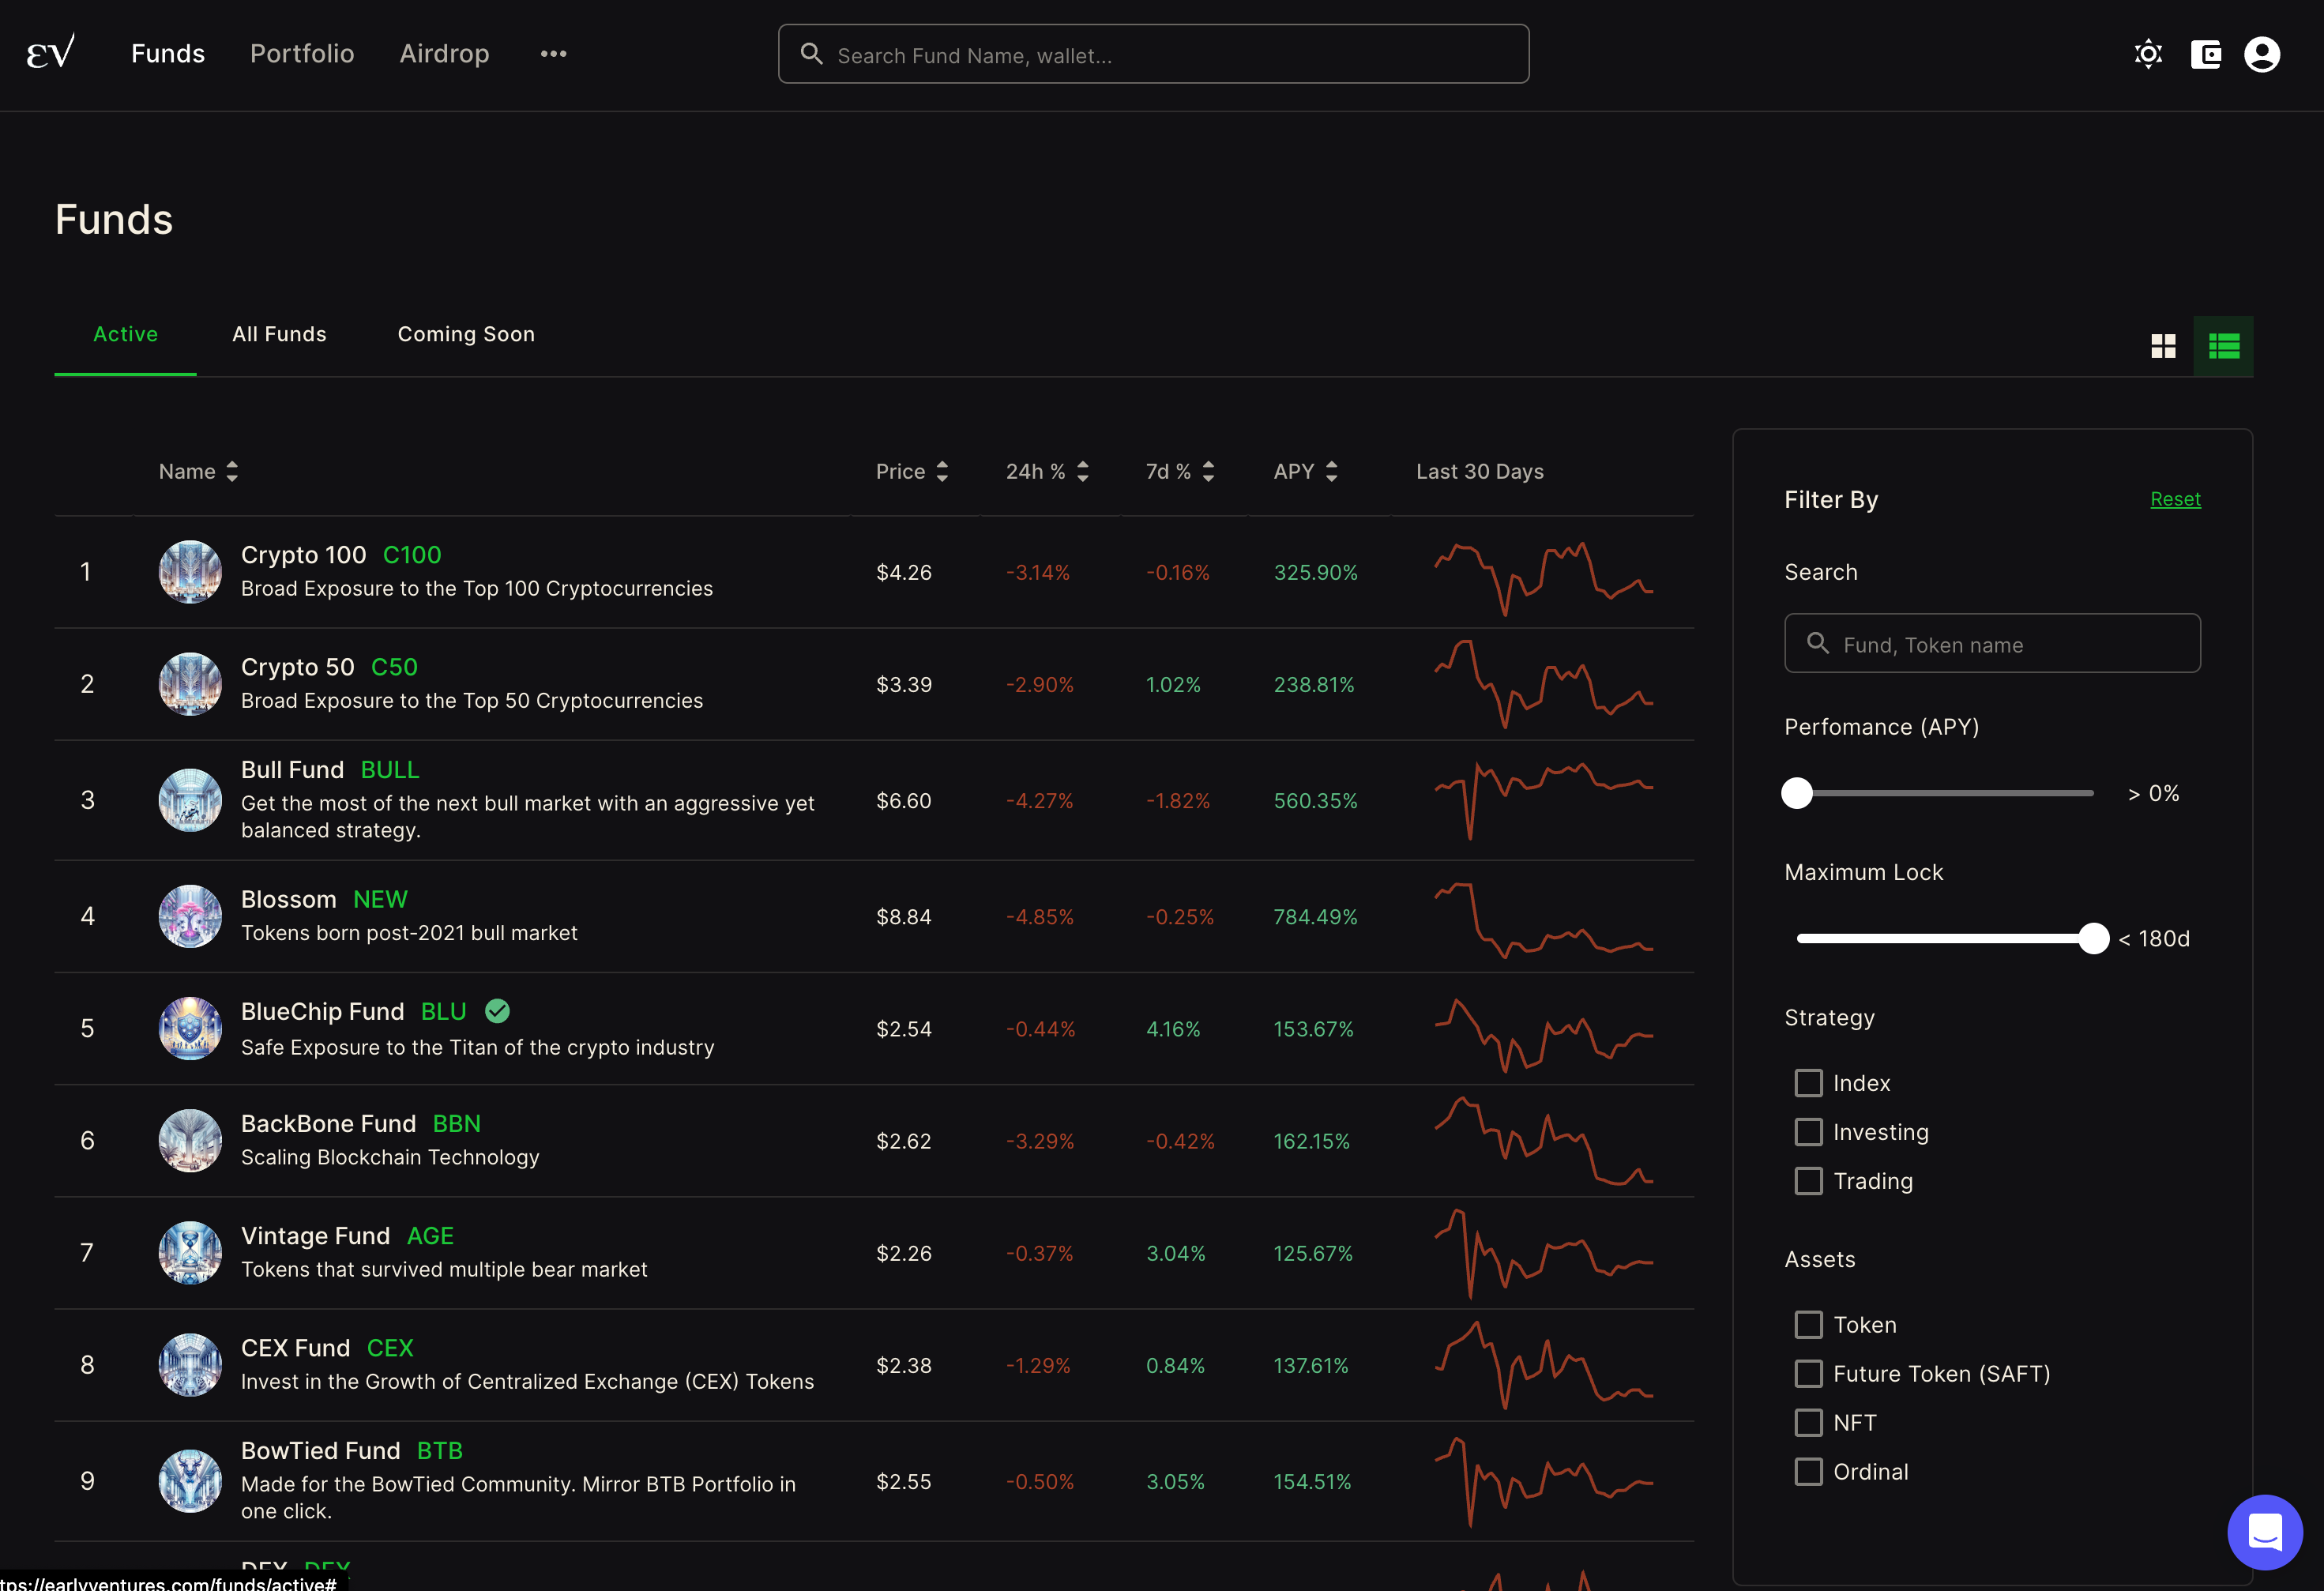 εV Funds Portfolio Airdrop ••• Search Fund Name, wallet...
Funds
Active All Funds Coming Soon
Name Price 24h % 7d % APY Last 30 Days
1 Crypto 100 C100 $4.26 -3.14% -0.16% 325.90%
Broad Exposure to the Top 100 Cryptocurrencies
2 Crypto 50 C50 $3.39 -2.90% 1.02% 238.81%
Broad Exposure to the Top 50 Cryptocurrencies
3 Bull Fund BULL $6.60 -4.27% -1.82% 560.35%
Get the most of the next bull market with an aggressive yet
balanced strategy.
4 Blossom NEW $8.84 -4.85% -0.25% 784.49%
Tokens born post-2021 bull market
5 BlueChip Fund BLU $2.54 -0.44% 4.16% 153.67%
Safe Exposure to the Titan of the crypto industry
6 BackBone Fund BBN $2.62 -3.29% -0.42% 162.15%
Scaling Blockchain Technology
7 Vintage Fund AGE $2.26 -0.37% 3.04% 125.67%
Tokens that survived multiple bear market
8 CEX Fund CEX $2.38 -1.29% 0.84% 137.61%
Invest in the Growth of Centralized Exchange (CEX) Tokens
9 BowTied Fund BTB $2.55 -0.50% 3.05% 154.51%
Made for the BowTied Community. Mirror BTB Portfolio in
one click.
DEX DEX
tps://earlyventures.com/funds/active#
Filter By Reset
Search
Fund, Token name
Perfomance (APY)
> 0%
Maximum Lock
< 180d
Strategy
Index
Investing
Trading
Assets
Token
Future Token (SAFT)
NFT
Ordinal